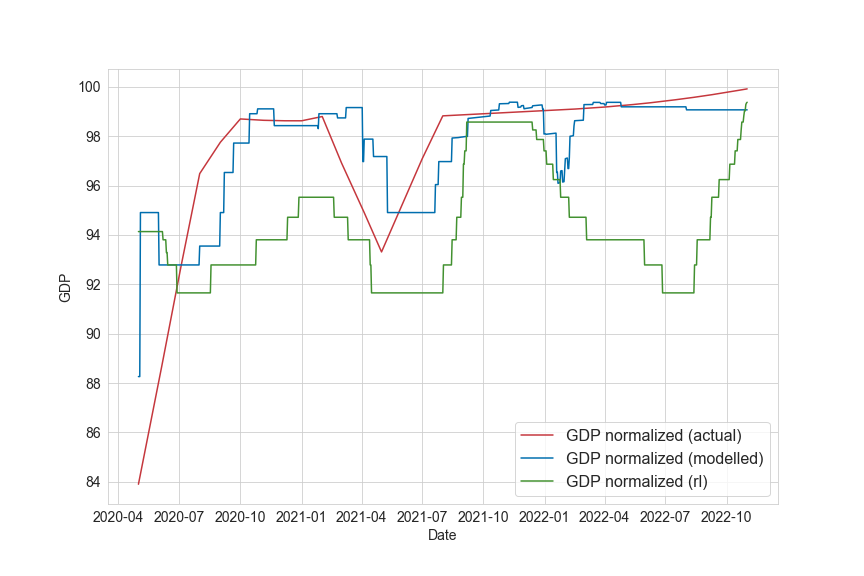 100
98
96
94
92
90
88
86
84
GDP
2020-04 2020-07 2020-10 2021-01 2021-04 2021-07 2021-10 2022-01 2022-04 2022-07 2022-10
Date
GDP normalized (actual)
GDP normalized (modelled)
GDP normalized (rl)